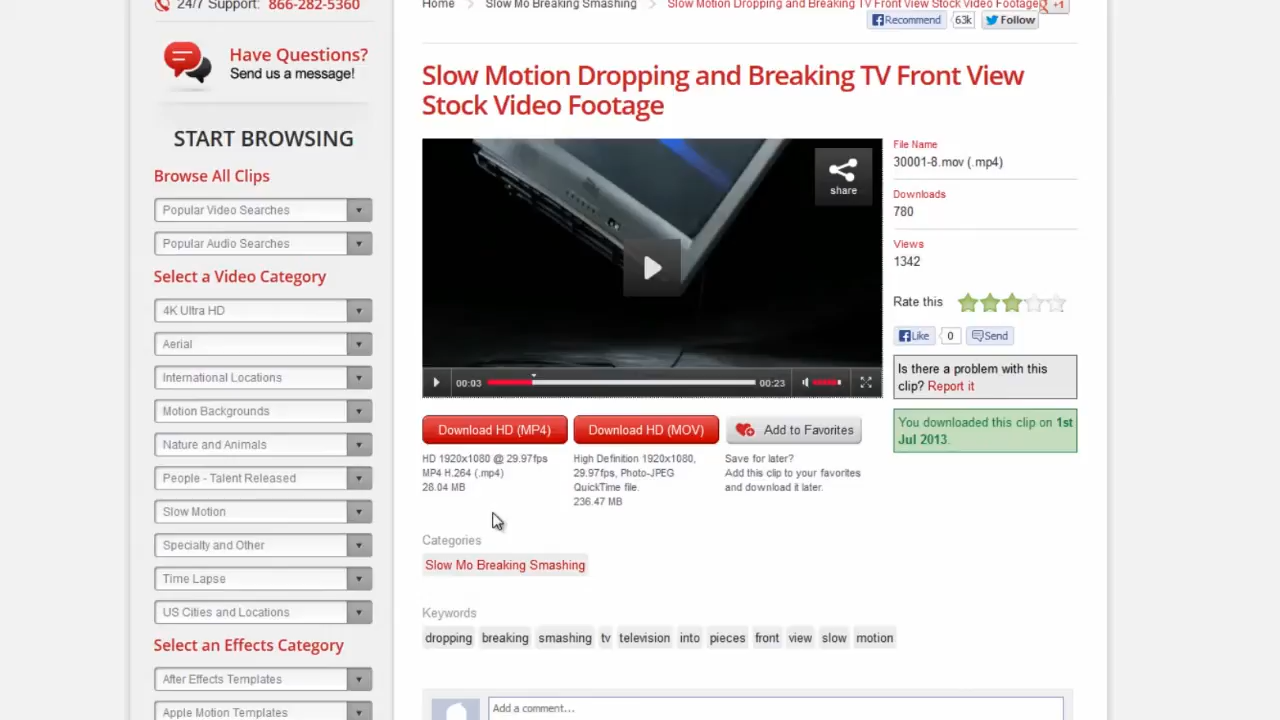 24/7 Support: 866-282-5360
Have Questions?
Send us a message!
START BROWSING
Browse All Clips
Popular Video Searches
Popular Audio Searches
Select a Video Category
4K Ultra HD
Aerial
International Locations
Motion Backgrounds
Nature and Animals
People - Talent Released
Slow Motion
Specialty and Other
Time Lapse
US Cities and Locations
Select an Effects Category
After Effects Templates
Apple Motion Templates
Home
Slow Mo Breaking Smashing
Slow Motion Dropping and Breaking TV Front View Stock Video Footage
+1
Recommend
63k
Follow
Slow Motion Dropping and Breaking TV Front View
Stock Video Footage
share
00:03
00:23
File Name
30001-8.mov (.mp4)
Downloads
780
Views
1342
Rate this
Like
0
Send
Is there a problem with this
clip? Report it
You downloaded this clip on 1st
Jul 2013.
Download HD (MP4)
HD 1920x1080 @ 29.97fps
MP4 H.264 (.mp4)
28.04 MB
Download HD (MOV)
High Definition 1920x1080,
29.97fps, Photo-JPEG
QuickTime file.
236.47 MB
Add to Favorites
Save for later?
Add this clip to your favorites
and download it later.
Categories
Slow Mo Breaking Smashing
Keywords
dropping breaking smashing tv television into pieces front view slow motion
Add a comment...